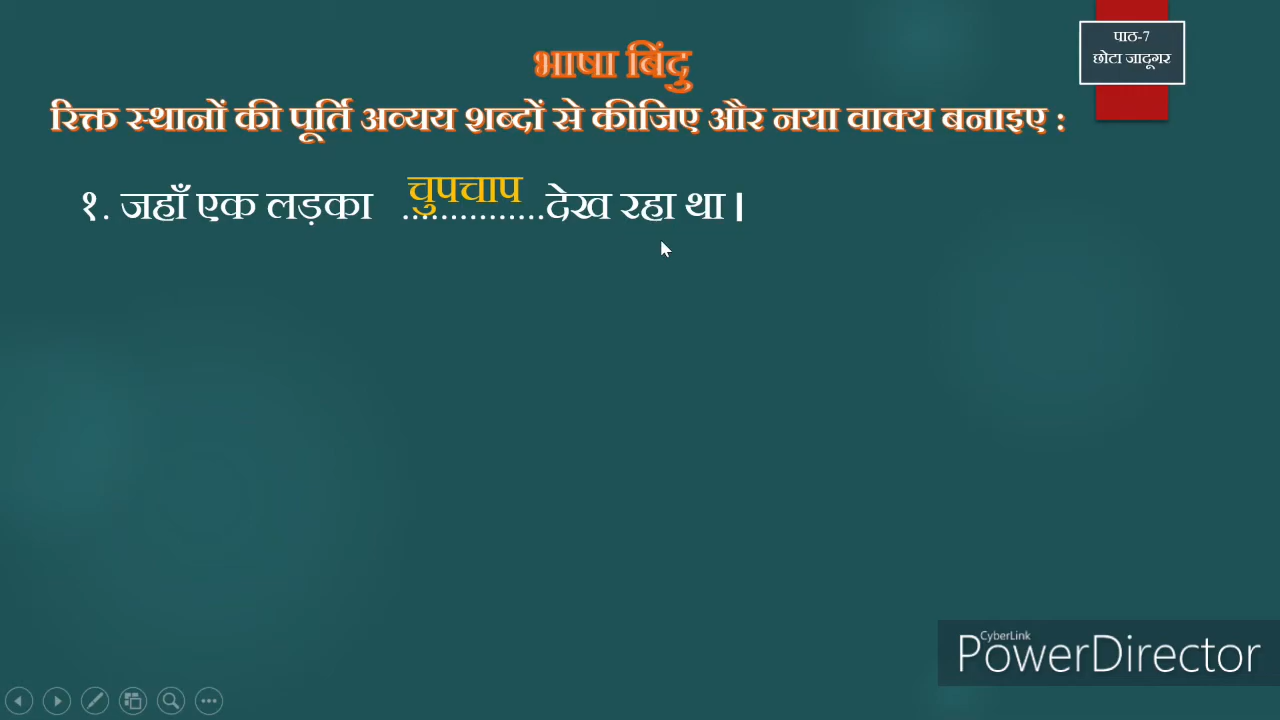 पाठ-7
छोटा जादूगर
भाषा बिंदु
रिक्त स्थानों की पूर्ति अव्यय शब्दों से कीजिए और नया वाक्य बनाइए :
१. जहाँ एक लड़का ...............देख रहा था |
चुपचाप
CyberLink
PowerDirector